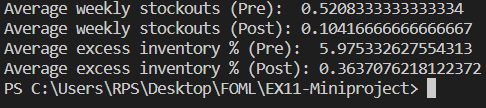 Average weekly stockouts (Pre):  0.5208333333333334
Average weekly stockouts (Post): 0.10416666666666667
Average excess inventory % (Pre):  5.975332627554313
Average excess inventory % (Post): 0.3637076218122372
PS C:\Users\RPS\Desktop\FOML\EX11-Miniproject>